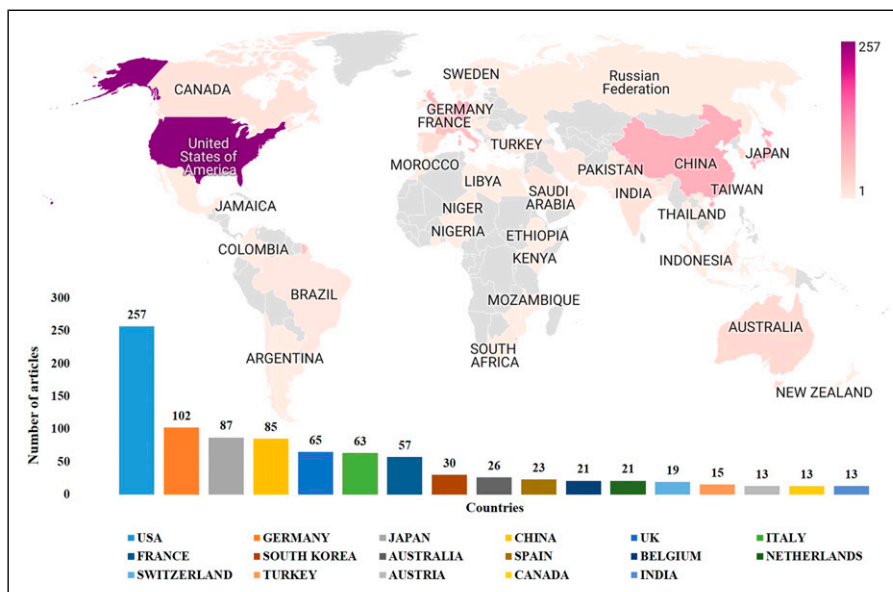 257
1
CANADA
SWEDEN
Russian
Federation
GERMANY
FRANCE
United
States of
America
TURKEY
CHINA
JAPAN
MOROCCO
PAKISTAN
LIBYA
INDIA
TAIWAN
SAUDI
ARABIA
JAMAICA
NIGER
THAILAND
NIGERIA
ETHIOPIA
COLOMBIA
KENYA
INDONESIA
BRAZIL
MOZAMBIQUE
AUSTRALIA
ARGENTINA
SOUTH
AFRICA
NEW ZEALAND
Number of articles
300
250
200
150
100
50
0
257 102 87 85 65 63 57 30 26 23 21 21 19 15 13 13 13
Countries
USA GERMANY JAPAN CHINA UK ITALY
FRANCE SOUTH KOREA AUSTRALIA SPAIN BELGIUM NETHERLANDS
SWITZERLAND TURKEY AUSTRIA CANADA INDIA